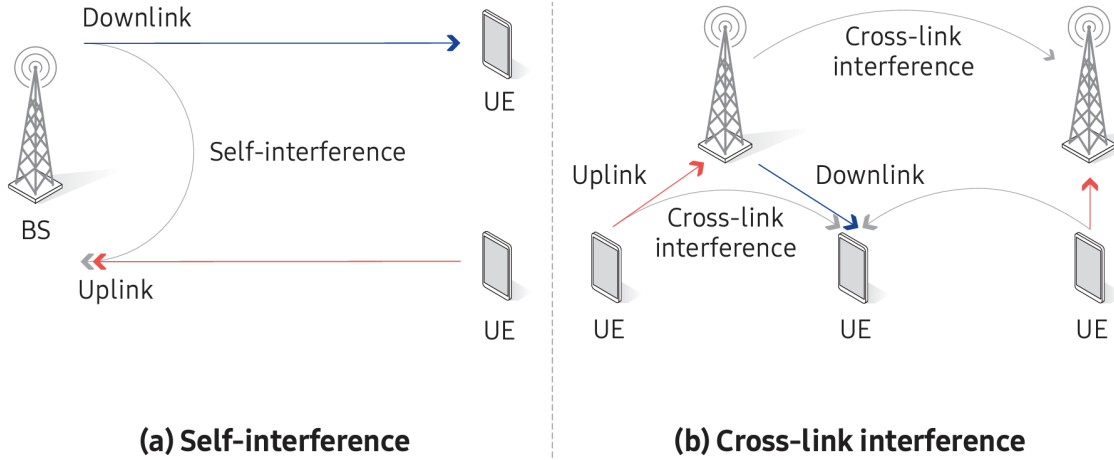 Downlink
UE
Self-interference
BS
Uplink
UE
(a) Self-interference
Cross-link
interference
Uplink
Downlink
Cross-link
interference
UE
UE
UE
(b) Cross-link interference